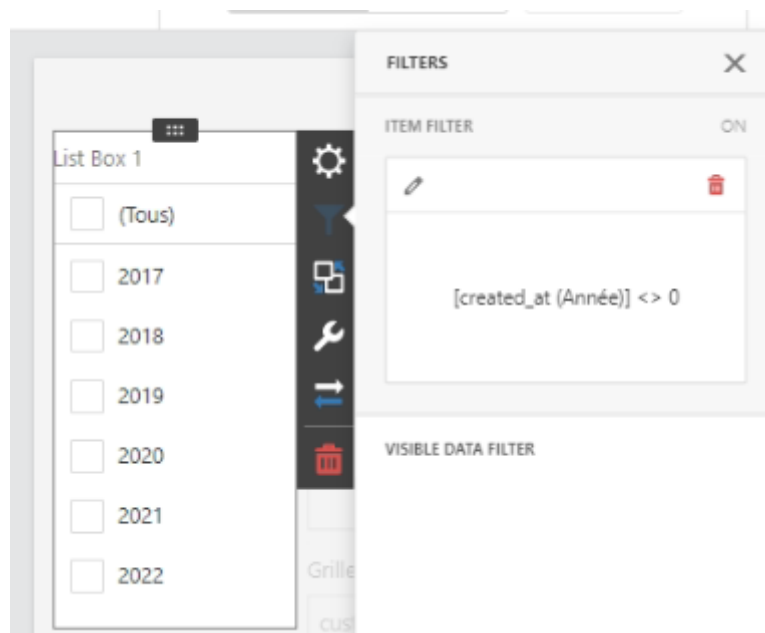 FILTERS
ITEM FILTER
ON
List Box 1
(Tous)
2017
2018
2019
2020
2021
2022
[created_at (Année)] <> 0
VISIBLE DATA FILTER
Grille
cust